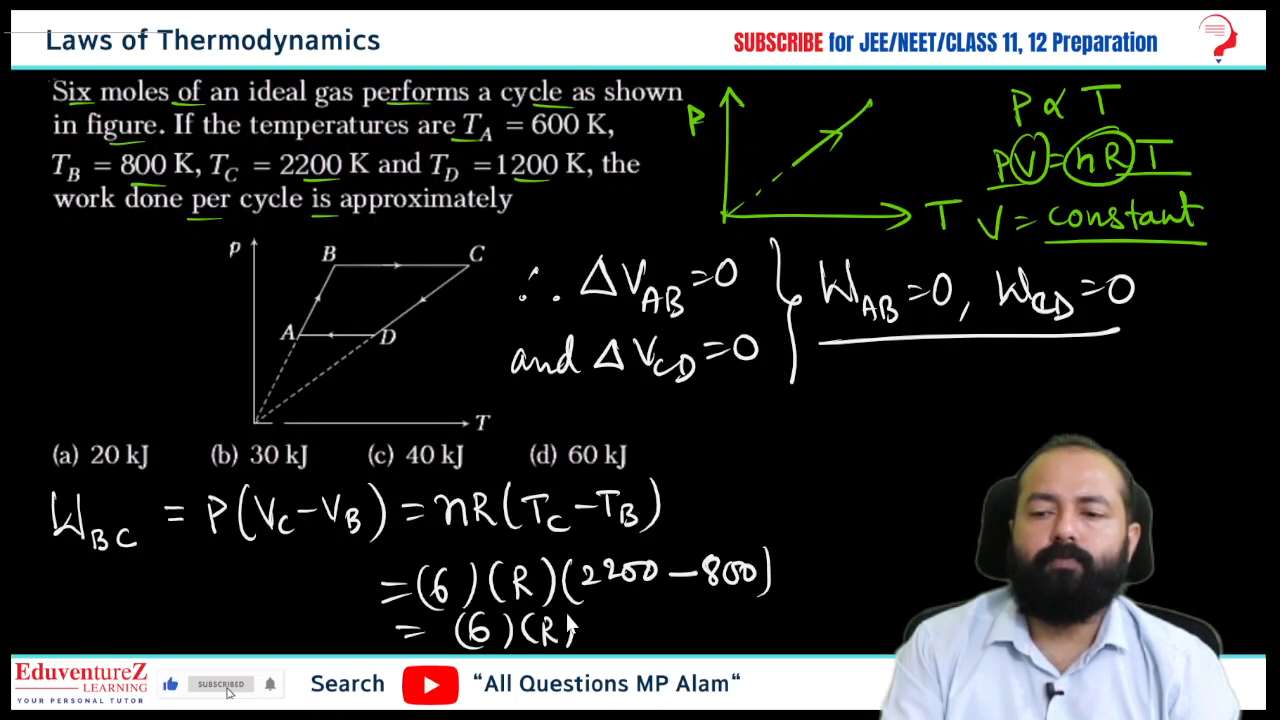 Laws of Thermodynamics
SUBSCRIBE for JEE/NEET/CLASS 11, 12 Preparation
Six moles of an ideal gas performs a cycle as shown
in figure. If the temperatures are T_A = 600 K,
T_B = 800 K, T_C = 2200 K and T_D =1200 K, the
work done per cycle is approximately
p
B
C
A
D
T
(a) 20 kJ (b) 30 kJ (c) 40 kJ (d) 60 kJ
P
T
P ∝ T
PV = nRT
V = constant
∴ ΔV_AB = 0
and ΔV_CD = 0
W_AB = 0, W_CD = 0
W_BC = P(V_C - V_B) = nR(T_C - T_B)
= (6)(R)(2200 - 800)
= (6)(R)
EduventureZ
LEARNING
YOUR PERSONAL TUTOR
SUBSCRIBED
Search "All Questions MP Alam"